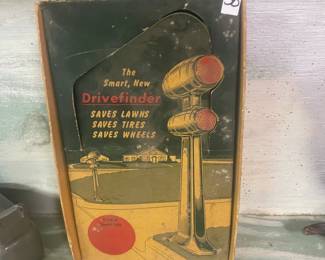 The
Smart, New
Drivefinder
SAVES LAWNS
SAVES TIRES
SAVES WHEELS